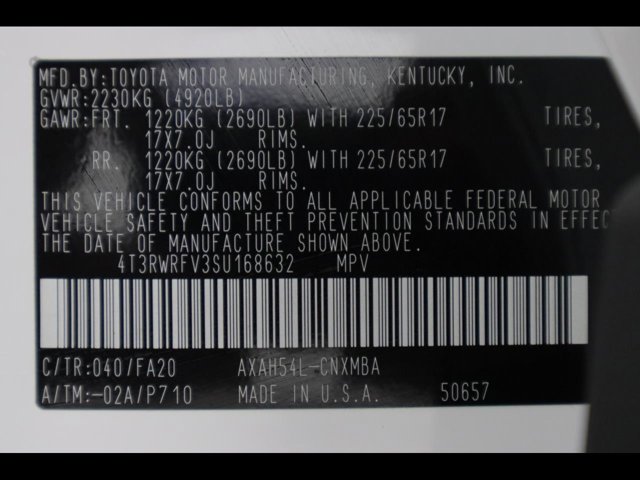 MFD.BY:TOYOTA MOTOR MANUFACTURING, KENTUCKY, INC.
GVWR:2230KG (4920LB)
GAWR:FRT. 1220KG (2690LB) WITH 225/65R17 TIRES,
17X7.0J RIMS.
RR. 1220KG (2690LB) WITH 225/65R17 TIRES,
17X7.0J RIMS.
THIS VEHICLE CONFORMS TO ALL APPLICABLE FEDERAL MOTOR
VEHICLE SAFETY AND THEFT PREVENTION STANDARDS IN EFFEC
THE DATE OF MANUFACTURE SHOWN ABOVE.
4T3RWRFV3SU168632 MPV
C/TR:040/FA20 AXAH54L-CNXMBA
A/TM:-02A/P710 MADE IN U.S.A. 50657